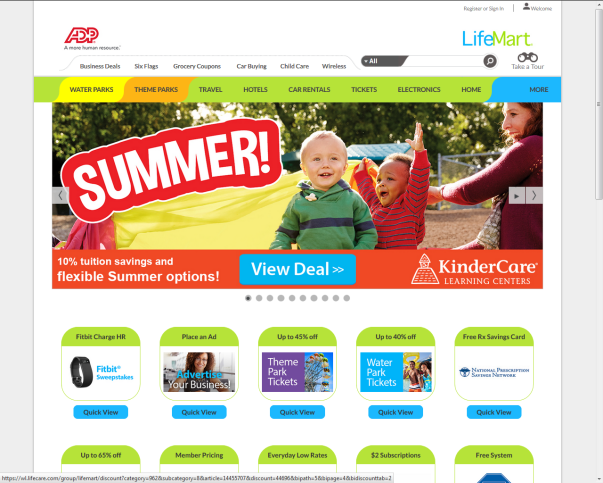 Register or Sign In
Welcome
ADP
A more human resource.
LifeMart
Business Deals Six Flags Grocery Coupons Car Buying Child Care Wireless
All
Take a Tour
WATER PARKS THEME PARKS TRAVEL HOTELS CAR RENTALS TICKETS ELECTRONICS HOME MORE
SUMMER!
10% tuition savings and
flexible Summer options!
View Deal >>
KinderCare
LEARNING CENTERS
Fitbit Charge HR
Place an Ad
Up to 45% off
Up to 40% off
Free Rx Savings Card
Fitbit®
Sweepstakes
Advertise
Your Business!
Theme
Park
Tickets
Water
Park
Tickets
National Prescription
Savings Network
Quick View
Quick View
Quick View
Quick View
Quick View
Up to 65% off
Member Pricing
Everyday Low Rates
$2 Subscriptions
Free System
https://wl.lifecare.com/group/lifemart/discount?category=962&subcategory=8&article=14455707&discount=44696&bipath=5&bipage=4&bidiscounttab=2